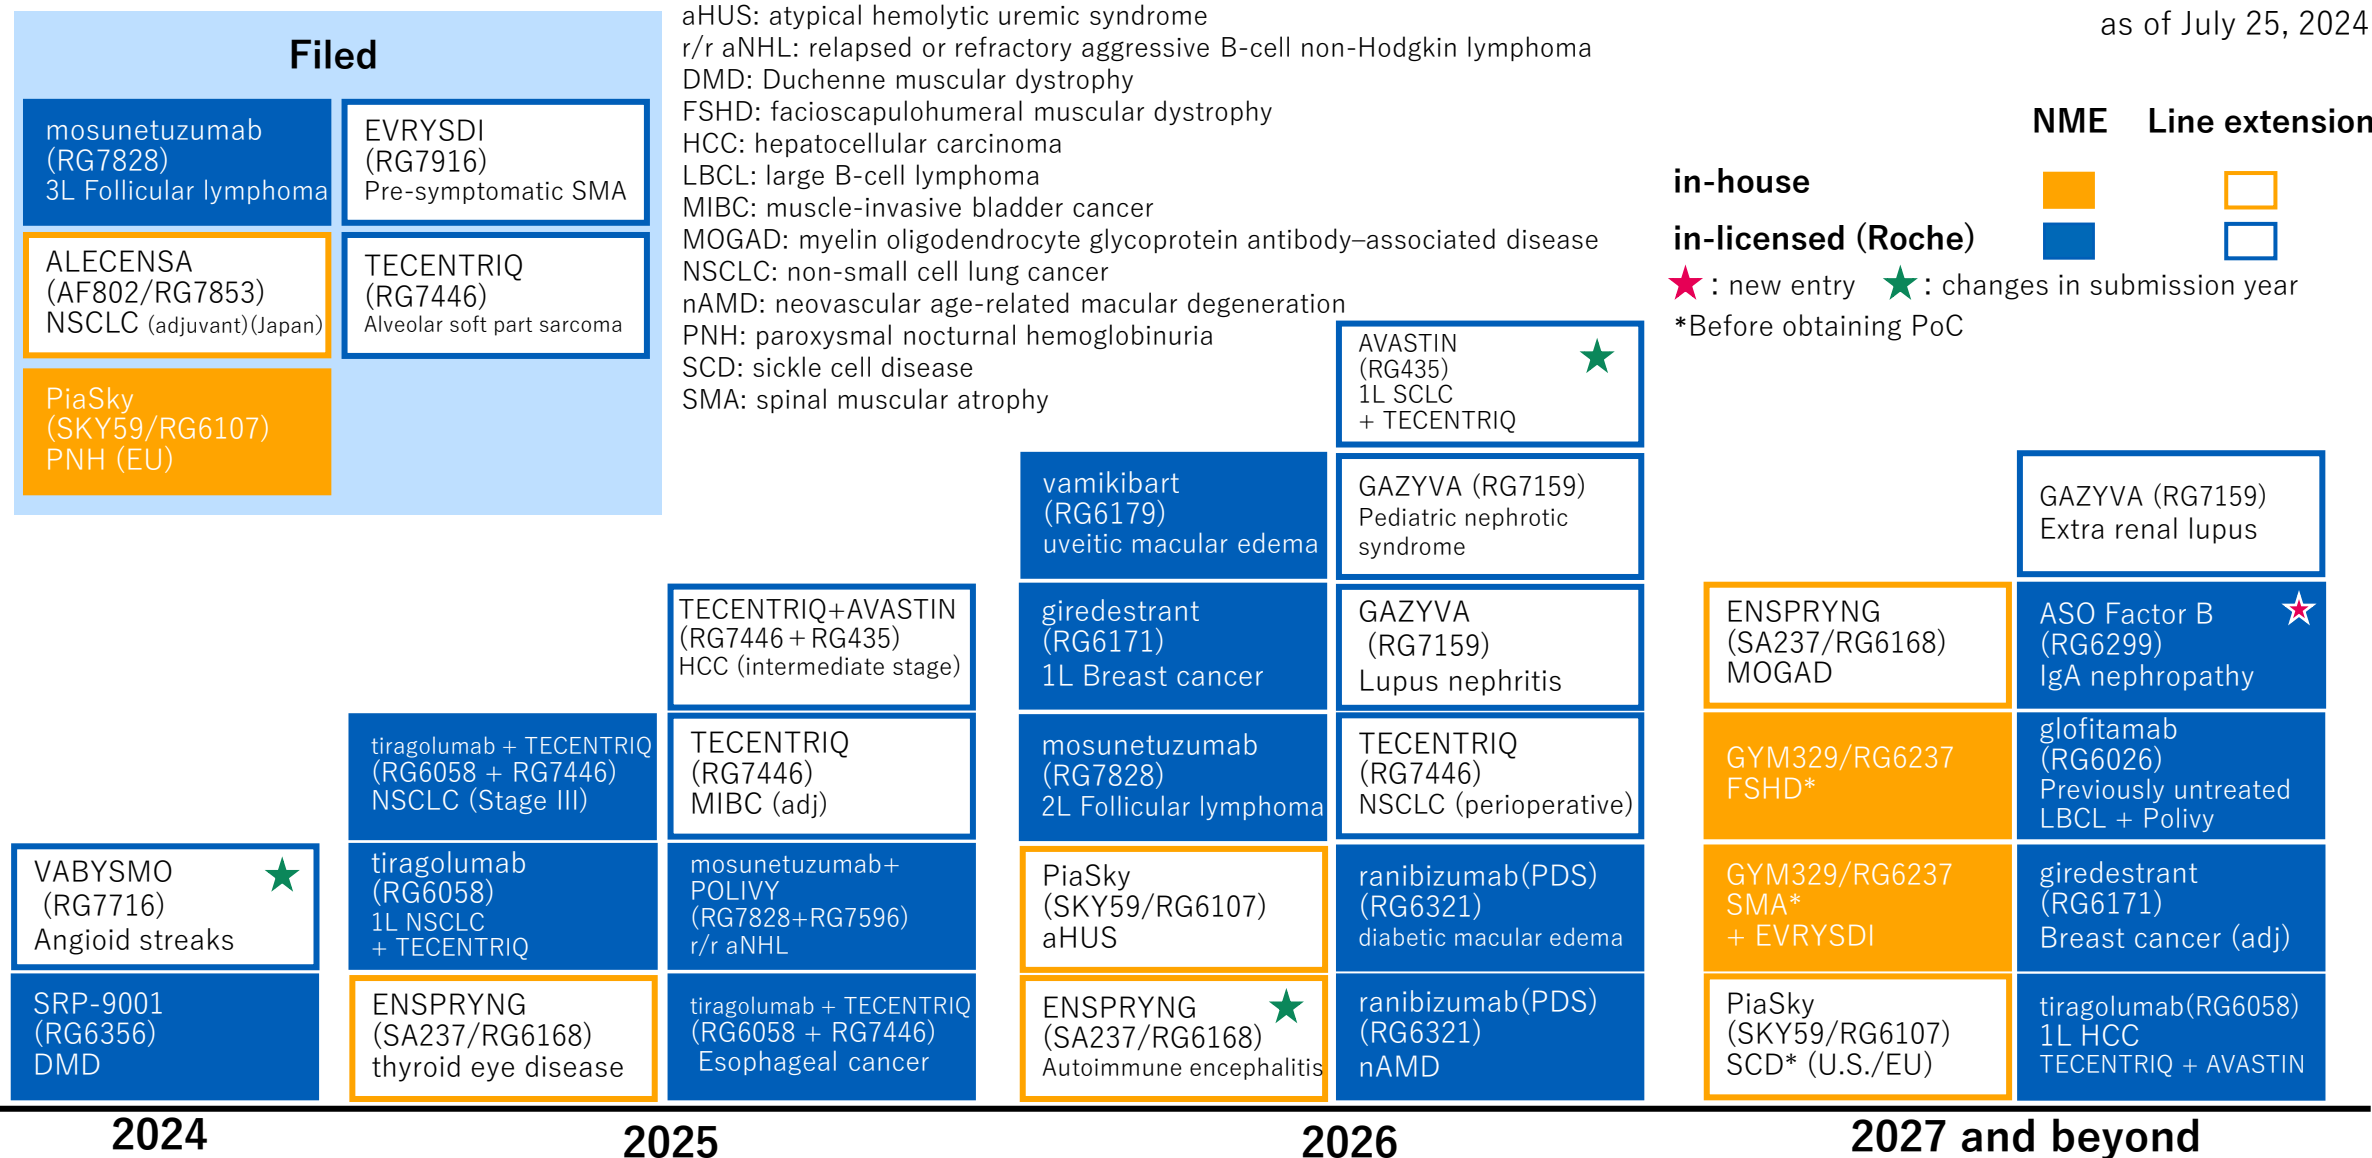 as of July 25, 2024
Filed
mosunetuzumab
(RG7828)
3L Follicular lymphoma
EVRYSDI
(RG7916)
Pre-symptomatic SMA
ALECENSA
(AF802/RG7853)
NSCLC (adjuvant)(Japan)
TECENTRIQ
(RG7446)
Alveolar soft part sarcoma
PiaSky
(SKY59/RG6107)
PNH (EU)
aHUS: atypical hemolytic uremic syndrome
r/r aNHL: relapsed or refractory aggressive B-cell non-Hodgkin lymphoma
DMD: Duchenne muscular dystrophy
FSHD: facioscapulohumeral muscular dystrophy
HCC: hepatocellular carcinoma
LBCL: large B-cell lymphoma
MIBC: muscle-invasive bladder cancer
MOGAD: myelin oligodendrocyte glycoprotein antibody–associated disease
NSCLC: non-small cell lung cancer
nAMD: neovascular age-related macular degeneration
PNH: paroxysmal nocturnal hemoglobinuria
SCD: sickle cell disease
SMA: spinal muscular atrophy
NME Line extension
in-house
in-licensed (Roche)
★: new entry ★: changes in submission year
*Before obtaining PoC
VABYSMO
(RG7716)
Angioid streaks
SRP-9001
(RG6356)
DMD
2024
tiragolumab + TECENTRIQ
(RG6058 + RG7446)
NSCLC (Stage III)
tiragolumab
(RG6058)
1L NSCLC
+ TECENTRIQ
ENSPRYNG
(SA237/RG6168)
thyroid eye disease
TECENTRIQ+AVASTIN
(RG7446+RG435)
HCC (intermediate stage)
TECENTRIQ
(RG7446)
MIBC (adj)
mosunetuzumab+
POLIVY
(RG7828+RG7596)
r/r aNHL
tiragolumab + TECENTRIQ
(RG6058 + RG7446)
Esophageal cancer
2025
vamikibart
(RG6179)
uveitic macular edema
giredestrant
(RG6171)
1L Breast cancer
mosunetuzumab
(RG7828)
2L Follicular lymphoma
PiaSky
(SKY59/RG6107)
aHUS
ENSPRYNG
(SA237/RG6168)
Autoimmune encephalitis
AVASTIN
(RG435)
1L SCLC
+ TECENTRIQ
GAZYVA (RG7159)
Pediatric nephrotic
syndrome
GAZYVA
(RG7159)
Lupus nephritis
TECENTRIQ
(RG7446)
NSCLC (perioperative)
ranibizumab(PDS)
(RG6321)
diabetic macular edema
ranibizumab(PDS)
(RG6321)
nAMD
2026
ENSPRYNG
(SA237/RG6168)
MOGAD
GYM329/RG6237
FSHD*
GYM329/RG6237
SMA*
+ EVRYSDI
PiaSky
(SKY59/RG6107)
SCD* (U.S./EU)
GAZYVA (RG7159)
Extra renal lupus
ASO Factor B
(RG6299)
IgA nephropathy
glofitamab
(RG6026)
Previously untreated
LBCL + Polivy
giredestrant
(RG6171)
Breast cancer (adj)
tiragolumab(RG6058)
1L HCC
TECENTRIQ + AVASTIN
2027 and beyond